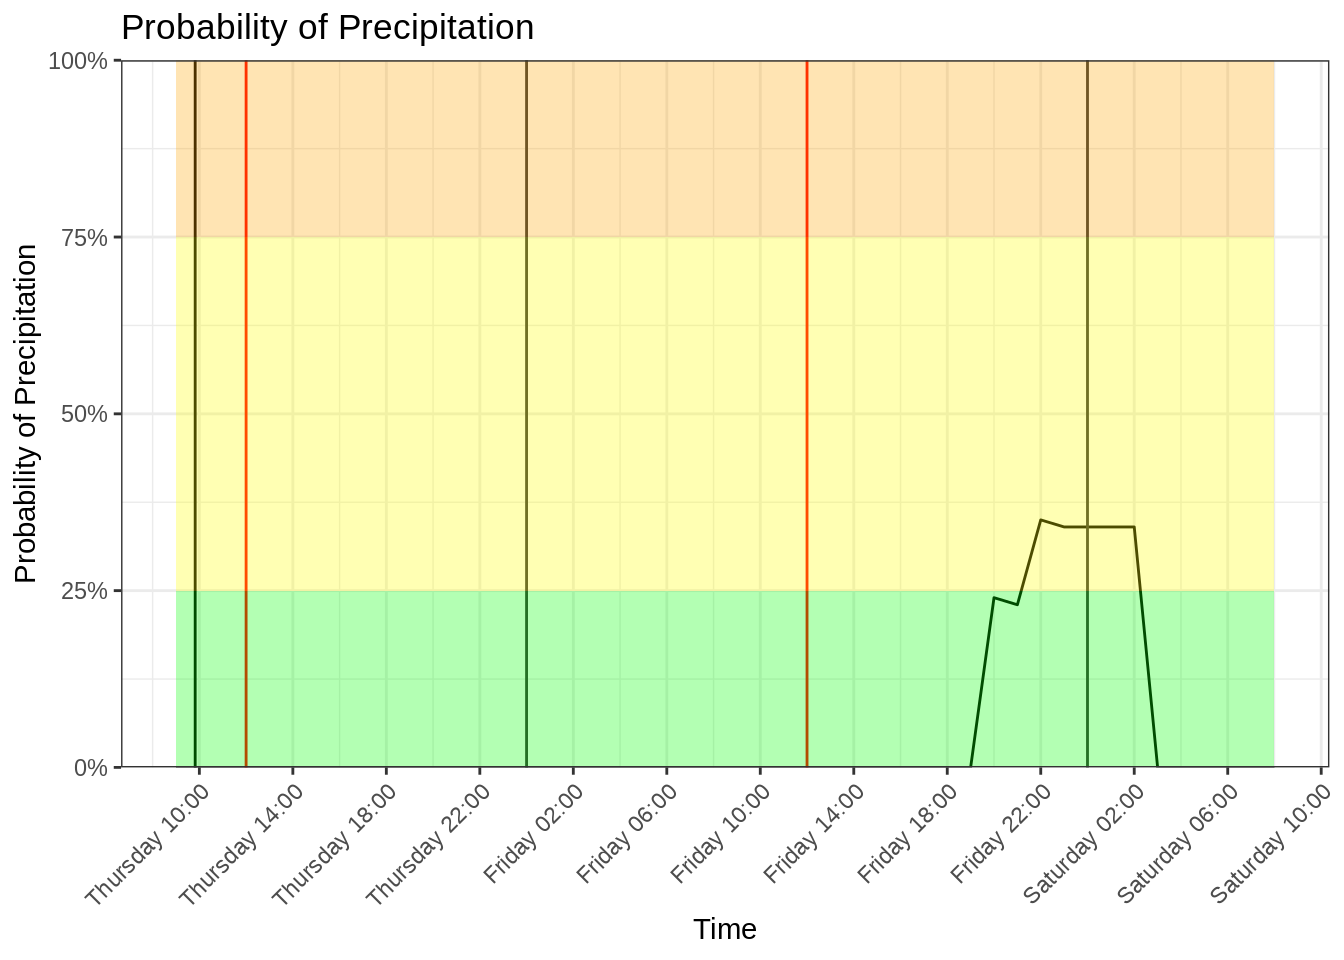 Probability of Precipitation
100%
75%
50%
25%
0%
Probability of Precipitation
Thursday 10:00
Thursday 14:00
Thursday 18:00
Thursday 22:00
Friday 02:00
Friday 06:00
Friday 10:00
Friday 14:00
Friday 18:00
Friday 22:00
Saturday 02:00
Saturday 06:00
Saturday 10:00
Time